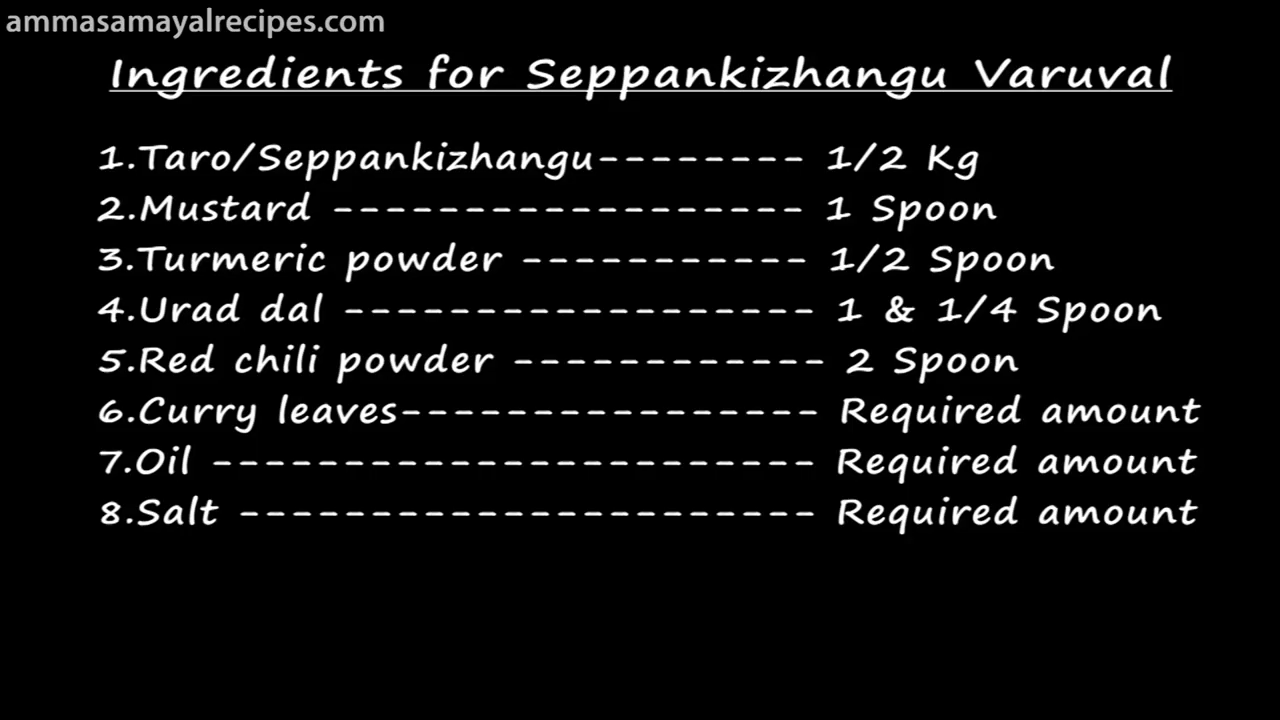 ammasamayalrecipes.com
Ingredients for Seppankizhangu Varuval
1.Taro/Seppankizhangu-------- 1/2 Kg
2.Mustard ------------------ 1 Spoon
3.Turmeric powder ----------- 1/2 Spoon
4.Urad dal ------------------ 1 & 1/4 Spoon
5.Red chili powder ------------ 2 Spoon
6.Curry leaves---------------- Required amount
7.Oil ----------------------- Required amount
8.Salt ---------------------- Required amount